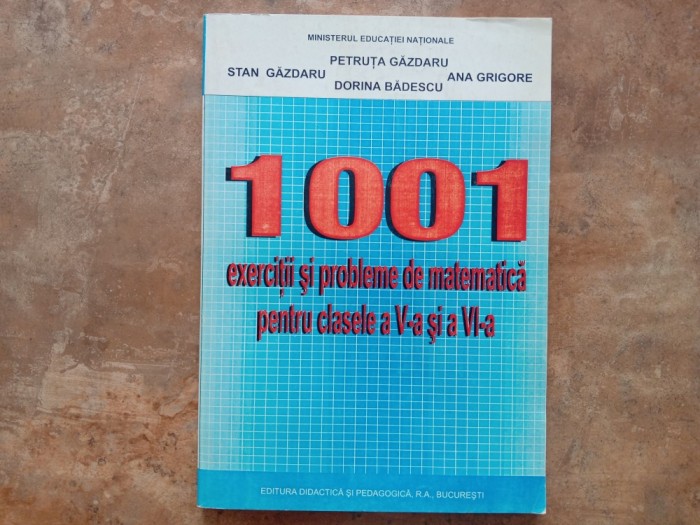 MINISTERUL EDUCAȚIEI NAȚIONALE
PETRUȚA GĂZDARU
STAN GĂZDARU
ANA GRIGORE
DORINA BĂDESCU
1001
exerciții și probleme de matematică
pentru clasele a V-a și a VI-a
EDITURA DIDACTICĂ ȘI PEDAGOGICĂ, R.A., BUCUREȘTI